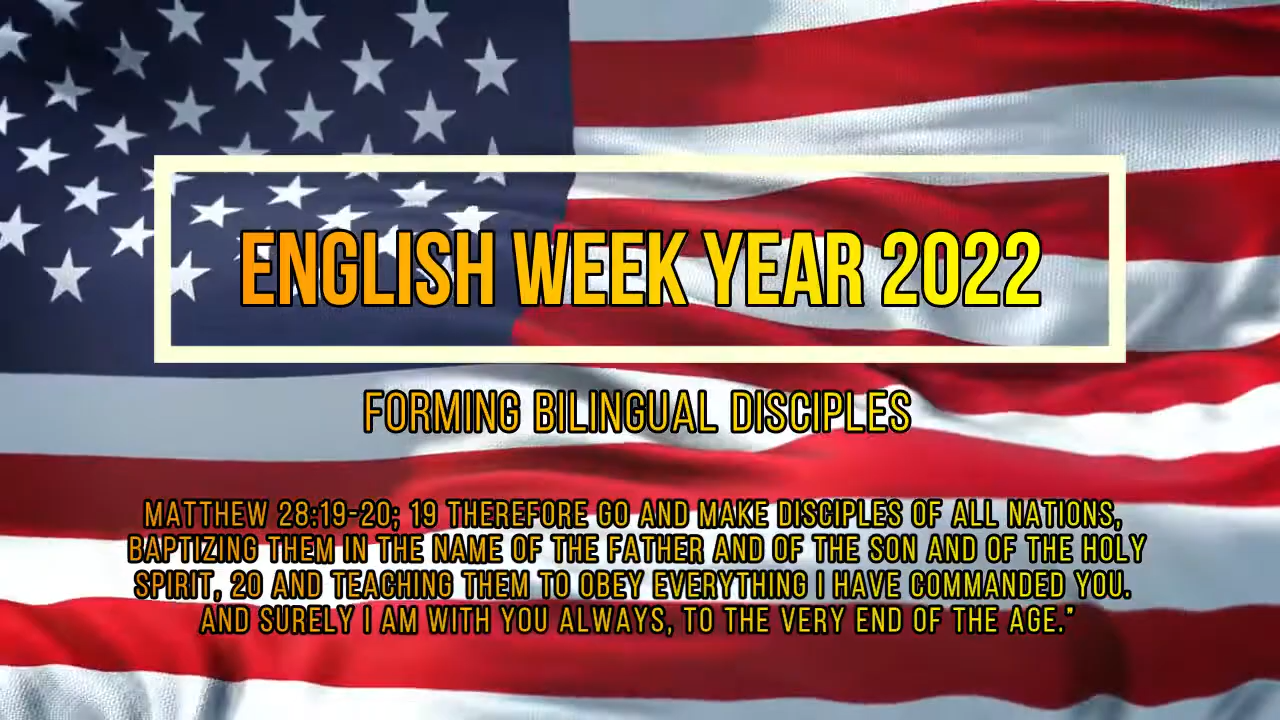 ENGLISH WEEK YEAR 2022
FORMING BILINGUAL DISCIPLES
MATTHEW 28:19-20; 19 THEREFORE GO AND MAKE DISCIPLES OF ALL NATIONS,
BAPTIZING THEM IN THE NAME OF THE FATHER AND OF THE SON AND OF THE HOLY
SPIRIT, 20 AND TEACHING THEM TO OBEY EVERYTHING I HAVE COMMANDED YOU.
AND SURELY I AM WITH YOU ALWAYS, TO THE VERY END OF THE AGE.”